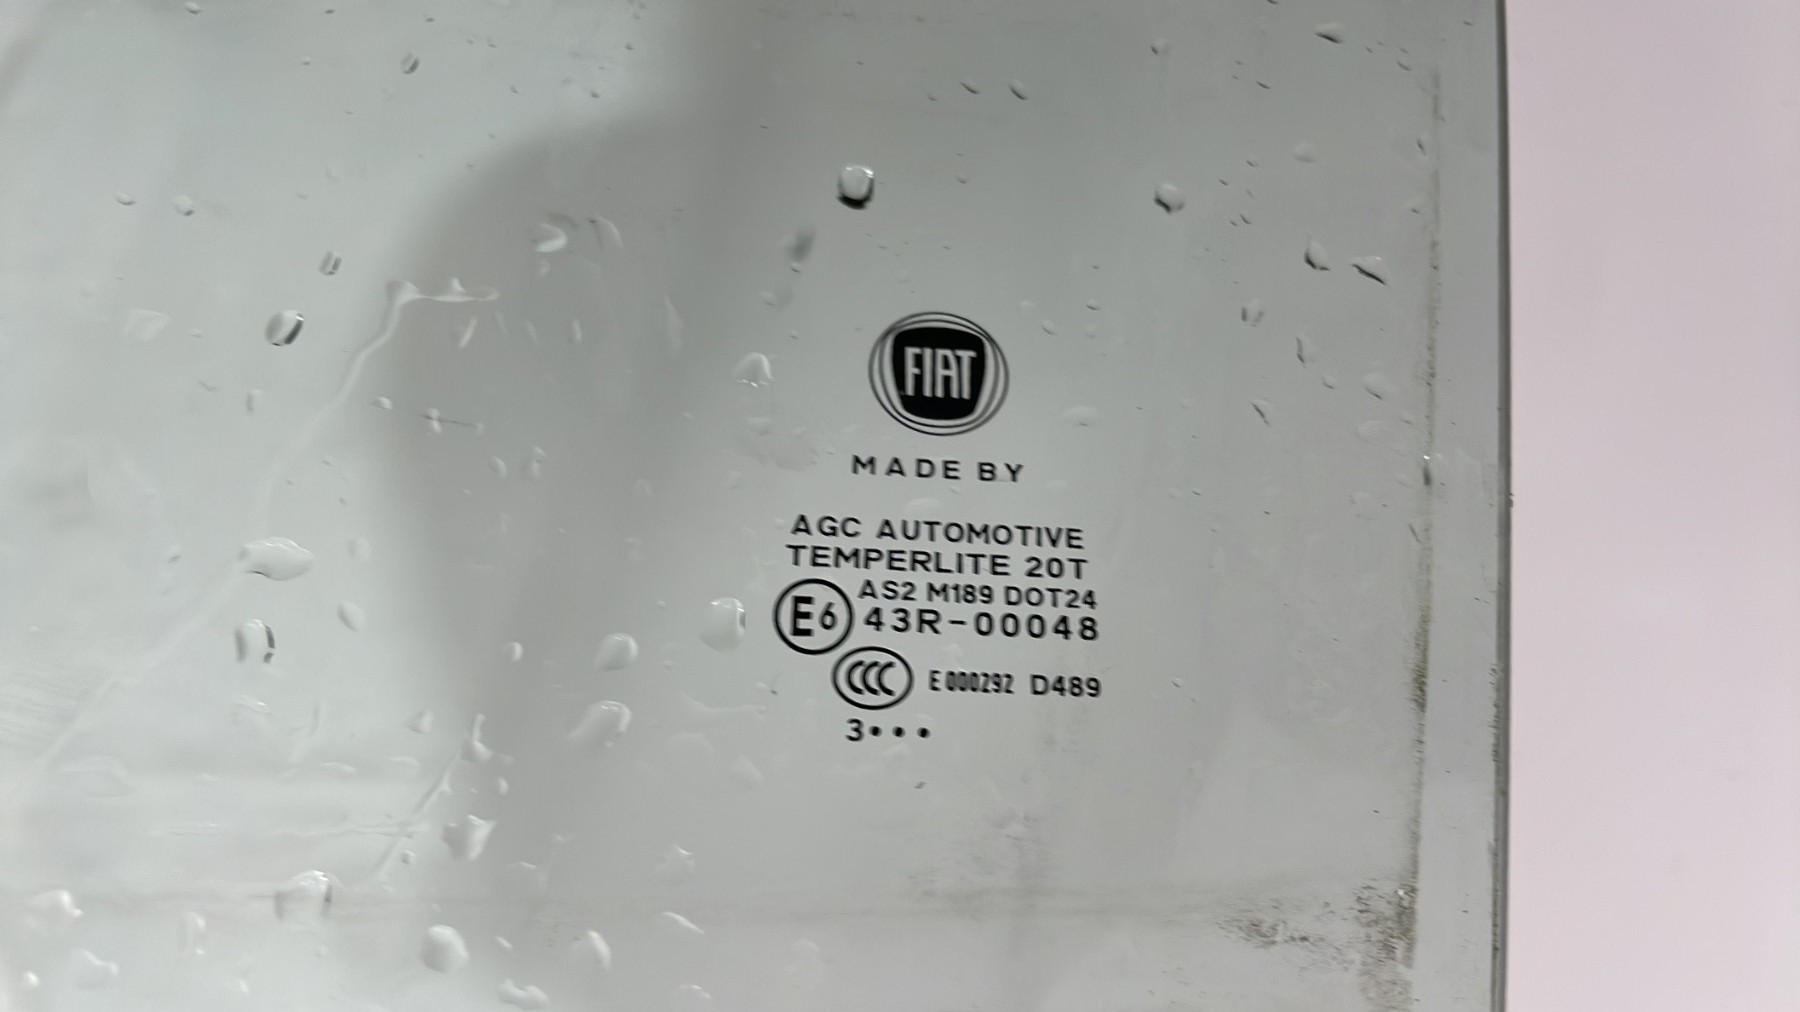 FIAT
MADE BY
AGC AUTOMOTIVE
TEMPERLITE 20T
AS2 M189 DOT24
E6 43R-00048
CCC E 000292 D489
3•••